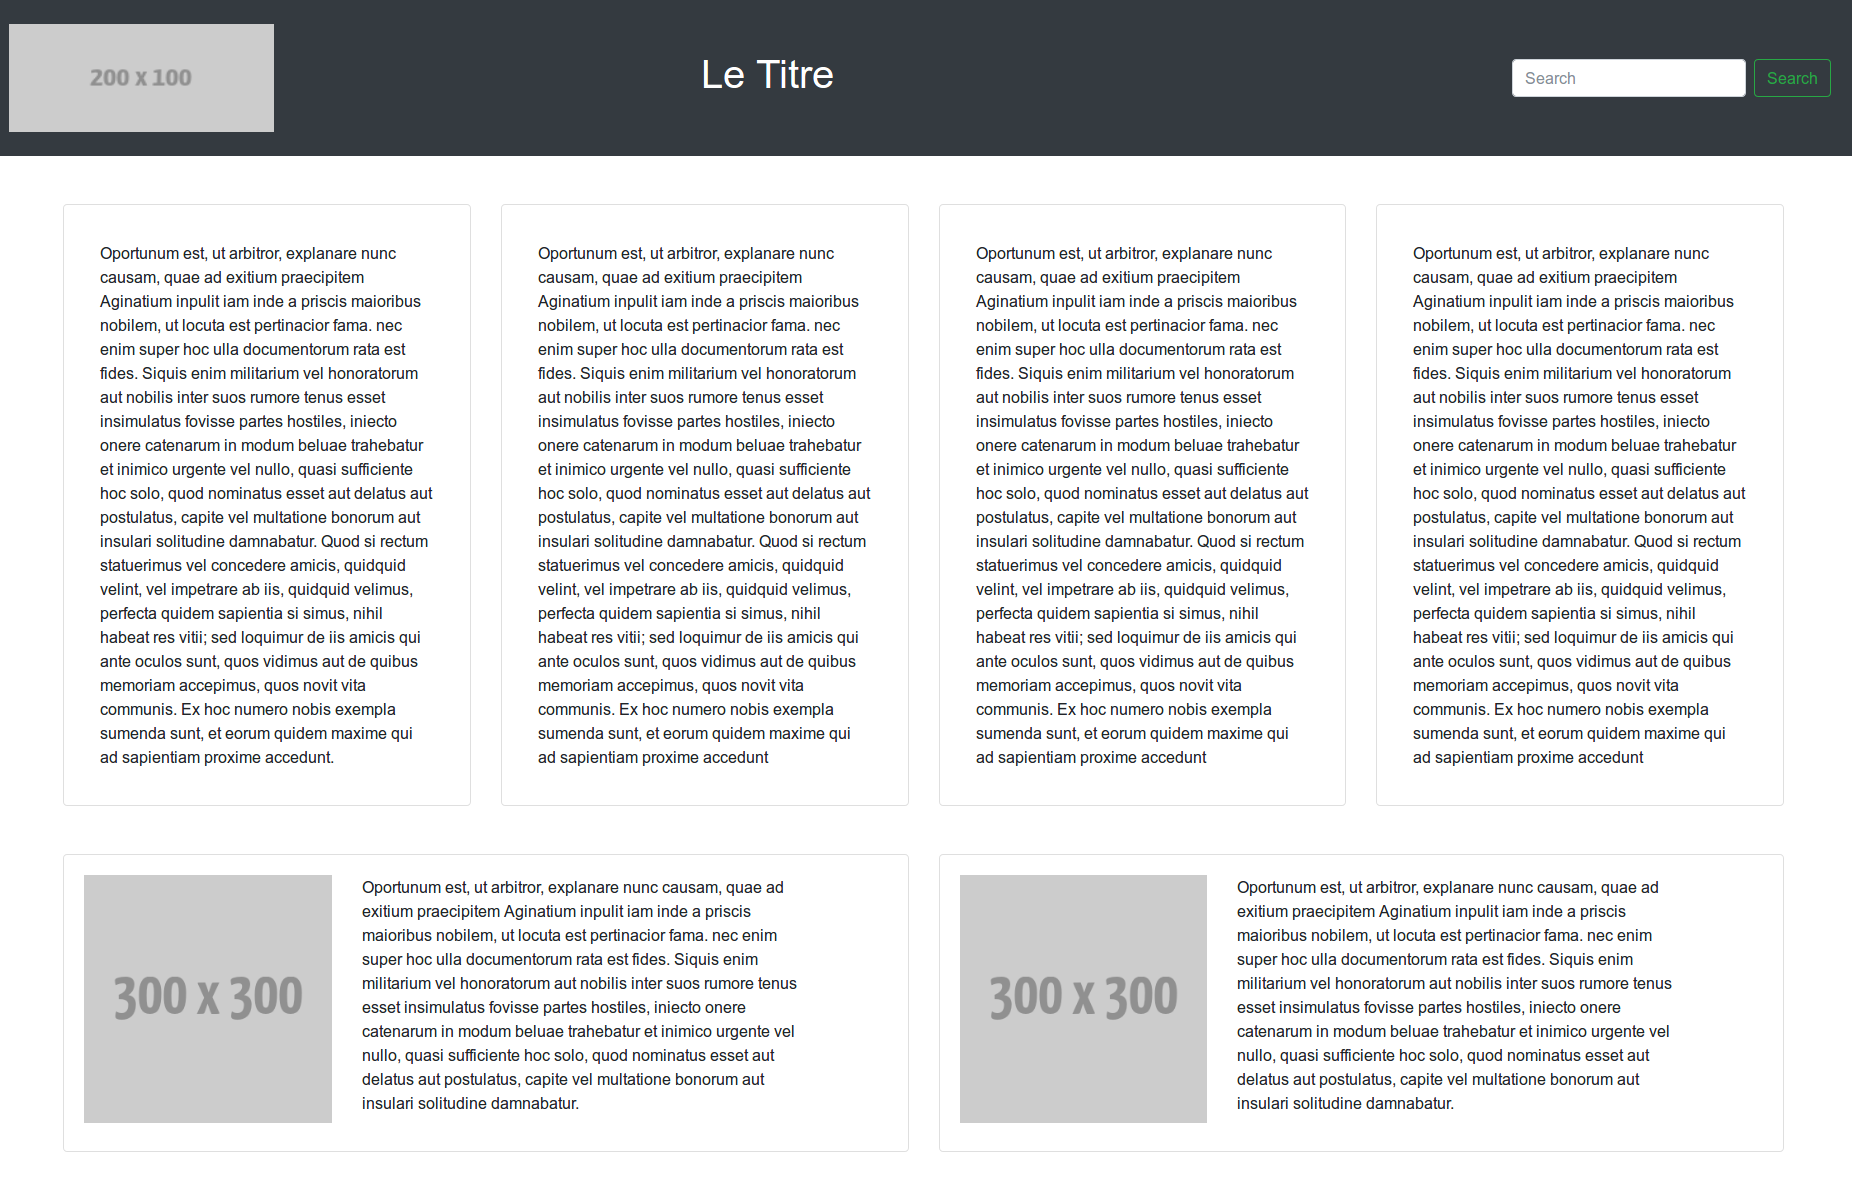 200 x 100
Le Titre
Search
Search
Oportunum est, ut arbitror, explanare nunc
causam, quae ad exitium praecipitem
Aginatium inpulit iam inde a priscis maioribus
nobilem, ut locuta est pertinacior fama. nec
enim super hoc ulla documentorum rata est
fides. Siquis enim militarium vel honoratorum
aut nobilis inter suos rumore tenus esset
insimulatus fovisse partes hostiles, iniecto
onere catenarum in modum beluae trahebatur
et inimico urgente vel nullo, quasi sufficiente
hoc solo, quod nominatus esset aut delatus aut
postulatus, capite vel multatione bonorum aut
insulari solitudine damnabatur. Quod si rectum
statuerimus vel concedere amicis, quidquid
velint, vel impetrare ab iis, quidquid velimus,
perfecta quidem sapientia si simus, nihil
habeat res vitii; sed loquimur de iis amicis qui
ante oculos sunt, quos vidimus aut de quibus
memoriam accepimus, quos novit vita
communis. Ex hoc numero nobis exempla
sumenda sunt, et eorum quidem maxime qui
ad sapientiam proxime accedunt.
Oportunum est, ut arbitror, explanare nunc
causam, quae ad exitium praecipitem
Aginatium inpulit iam inde a priscis maioribus
nobilem, ut locuta est pertinacior fama. nec
enim super hoc ulla documentorum rata est
fides. Siquis enim militarium vel honoratorum
aut nobilis inter suos rumore tenus esset
insimulatus fovisse partes hostiles, iniecto
onere catenarum in modum beluae trahebatur
et inimico urgente vel nullo, quasi sufficiente
hoc solo, quod nominatus esset aut delatus aut
postulatus, capite vel multatione bonorum aut
insulari solitudine damnabatur. Quod si rectum
statuerimus vel concedere amicis, quidquid
velint, vel impetrare ab iis, quidquid velimus,
perfecta quidem sapientia si simus, nihil
habeat res vitii; sed loquimur de iis amicis qui
ante oculos sunt, quos vidimus aut de quibus
memoriam accepimus, quos novit vita
communis. Ex hoc numero nobis exempla
sumenda sunt, et eorum quidem maxime qui
ad sapientiam proxime accedunt
Oportunum est, ut arbitror, explanare nunc
causam, quae ad exitium praecipitem
Aginatium inpulit iam inde a priscis maioribus
nobilem, ut locuta est pertinacior fama. nec
enim super hoc ulla documentorum rata est
fides. Siquis enim militarium vel honoratorum
aut nobilis inter suos rumore tenus esset
insimulatus fovisse partes hostiles, iniecto
onere catenarum in modum beluae trahebatur
et inimico urgente vel nullo, quasi sufficiente
hoc solo, quod nominatus esset aut delatus aut
postulatus, capite vel multatione bonorum aut
insulari solitudine damnabatur. Quod si rectum
statuerimus vel concedere amicis, quidquid
velint, vel impetrare ab iis, quidquid velimus,
perfecta quidem sapientia si simus, nihil
habeat res vitii; sed loquimur de iis amicis qui
ante oculos sunt, quos vidimus aut de quibus
memoriam accepimus, quos novit vita
communis. Ex hoc numero nobis exempla
sumenda sunt, et eorum quidem maxime qui
ad sapientiam proxime accedunt
Oportunum est, ut arbitror, explanare nunc
causam, quae ad exitium praecipitem
Aginatium inpulit iam inde a priscis maioribus
nobilem, ut locuta est pertinacior fama. nec
enim super hoc ulla documentorum rata est
fides. Siquis enim militarium vel honoratorum
aut nobilis inter suos rumore tenus esset
insimulatus fovisse partes hostiles, iniecto
onere catenarum in modum beluae trahebatur
et inimico urgente vel nullo, quasi sufficiente
hoc solo, quod nominatus esset aut delatus aut
postulatus, capite vel multatione bonorum aut
insulari solitudine damnabatur. Quod si rectum
statuerimus vel concedere amicis, quidquid
velint, vel impetrare ab iis, quidquid velimus,
perfecta quidem sapientia si simus, nihil
habeat res vitii; sed loquimur de iis amicis qui
ante oculos sunt, quos vidimus aut de quibus
memoriam accepimus, quos novit vita
communis. Ex hoc numero nobis exempla
sumenda sunt, et eorum quidem maxime qui
ad sapientiam proxime accedunt
300 x 300
Oportunum est, ut arbitror, explanare nunc causam, quae ad
exitium praecipitem Aginatium inpulit iam inde a priscis
maioribus nobilem, ut locuta est pertinacior fama. nec enim
super hoc ulla documentorum rata est fides. Siquis enim
militarium vel honoratorum aut nobilis inter suos rumore tenus
esset insimulatus fovisse partes hostiles, iniecto onere
catenarum in modum beluae trahebatur et inimico urgente vel
nullo, quasi sufficiente hoc solo, quod nominatus esset aut
delatus aut postulatus, capite vel multatione bonorum aut
insulari solitudine damnabatur.
300 x 300
Oportunum est, ut arbitror, explanare nunc causam, quae ad
exitium praecipitem Aginatium inpulit iam inde a priscis
maioribus nobilem, ut locuta est pertinacior fama. nec enim
super hoc ulla documentorum rata est fides. Siquis enim
militarium vel honoratorum aut nobilis inter suos rumore tenus
esset insimulatus fovisse partes hostiles, iniecto onere
catenarum in modum beluae trahebatur et inimico urgente vel
nullo, quasi sufficiente hoc solo, quod nominatus esset aut
delatus aut postulatus, capite vel multatione bonorum aut
insulari solitudine damnabatur.